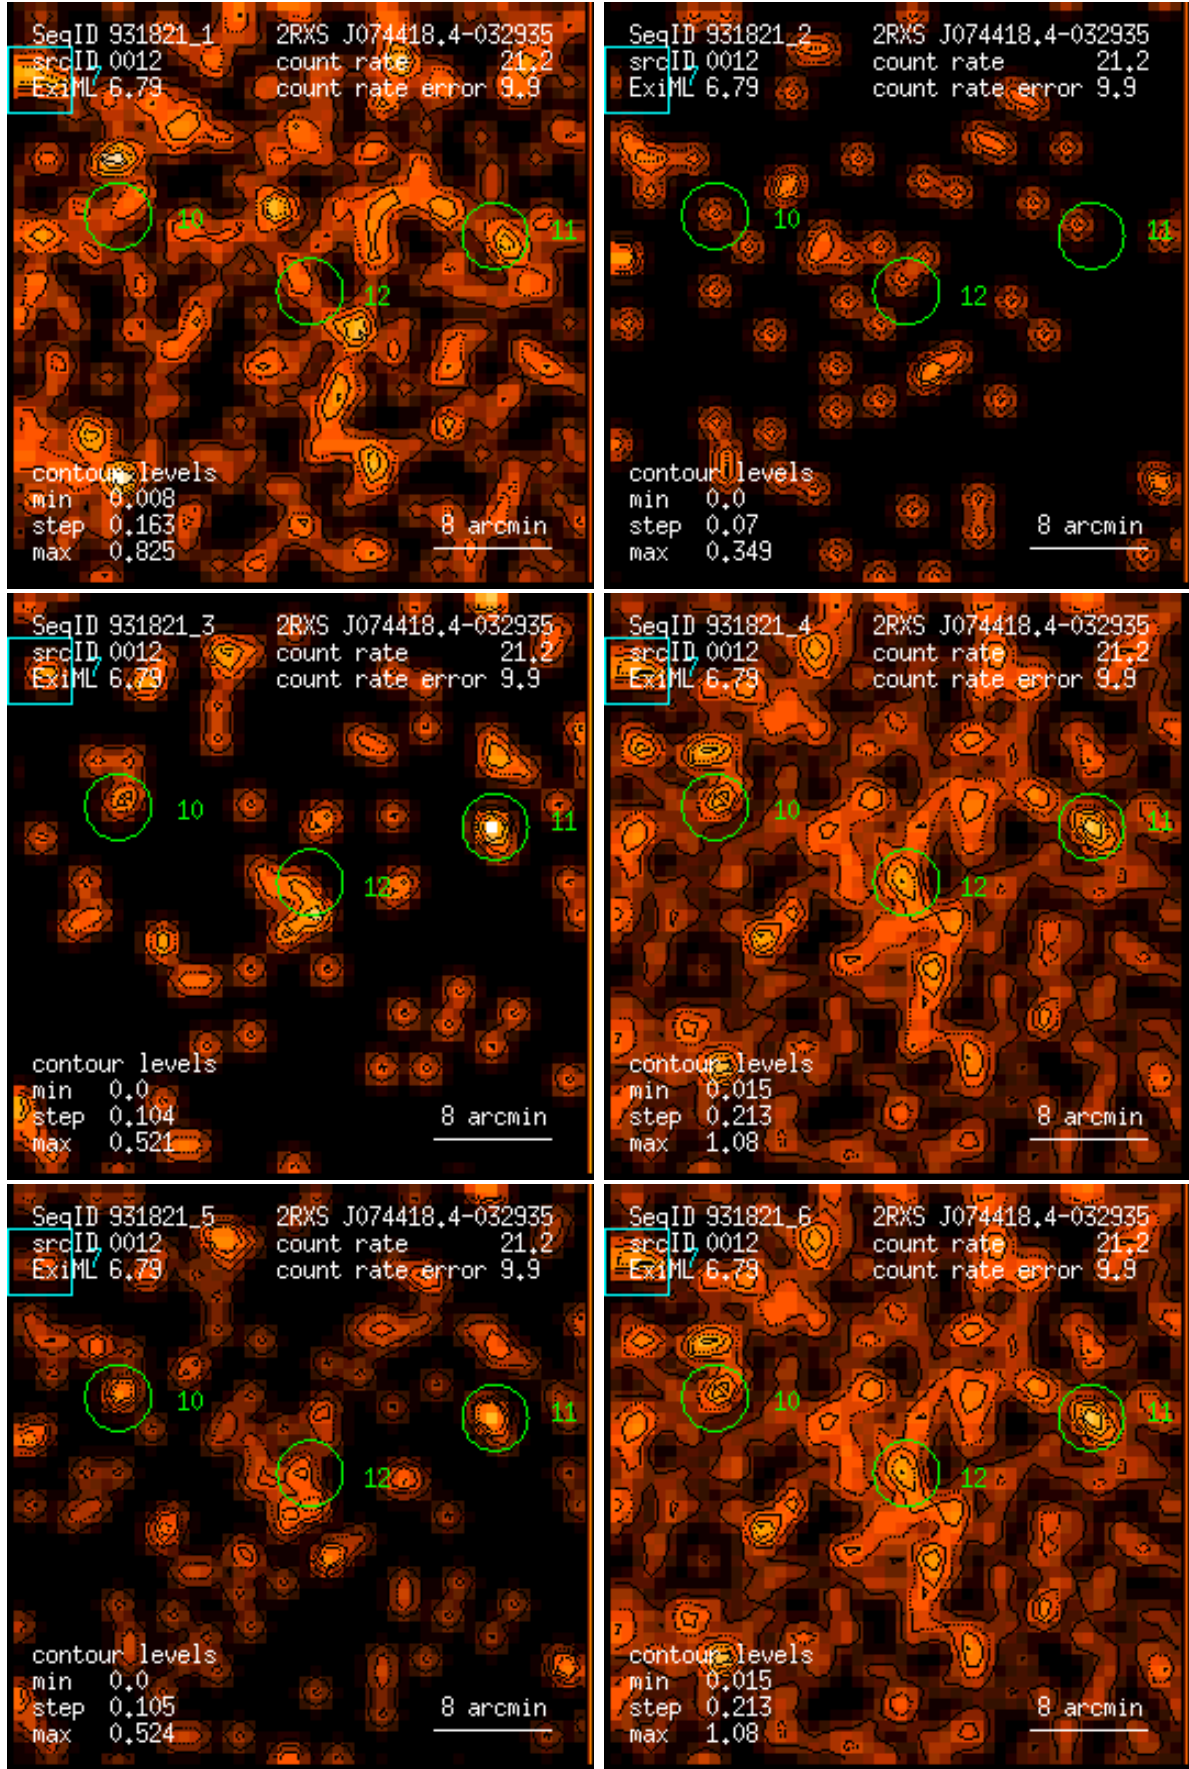 SeqID 931821_1 2RXS J074418.4-032935
srcID 0012 count rate 21.2
ExiML 6.79 count rate error 9.9
7
10
11
12
contour levels
min 0.008
step 0.163
max 0.825
8 arcmin
SeqID 931821_2 2RXS J074418.4-032935
srcID 0012 count rate 21.2
ExiML 6.79 count rate error 9.9
7
10
11
12
contour levels
min 0.0
step 0.07
max 0.349
8 arcmin
SeqID 931821_3 2RXS J074418.4-032935
srcID 0012 count rate 21.2
ExiML 6.79 count rate error 9.9
7
10
11
12
contour levels
min 0.0
step 0.104
max 0.521
8 arcmin
SeqID 931821_4 2RXS J074418.4-032935
srcID 0012 count rate 21.2
ExiML 6.79 count rate error 9.9
7
10
11
12
contour levels
min 0.015
step 0.213
max 1.08
8 arcmin
SeqID 931821_5 2RXS J074418.4-032935
srcID 0012 count rate 21.2
ExiML 6.79 count rate error 9.9
7
10
11
12
contour levels
min 0.0
step 0.105
max 0.524
8 arcmin
SeqID 931821_6 2RXS J074418.4-032935
srcID 0012 count rate 21.2
ExiML 6.79 count rate error 9.9
7
10
11
12
contour levels
min 0.015
step 0.213
max 1.08
8 arcmin